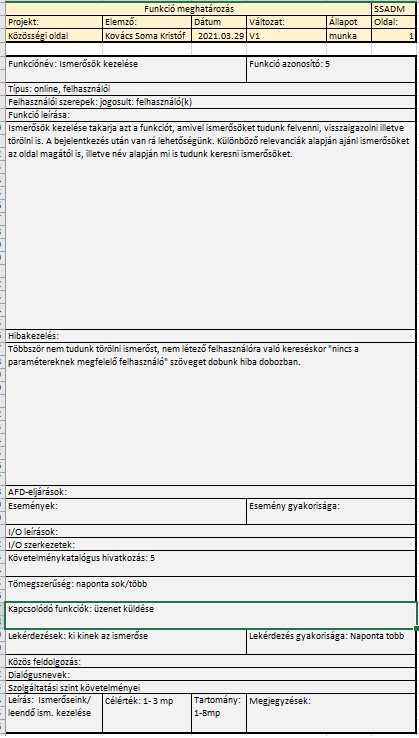 Funkció meghatározás SSADM
Projekt: Elemző: Dátum Változat: Állapot Oldal:
Közösségi oldal Kovács Soma Kristóf 2021.03.29 V1 munka 1
Funkciónév: Ismerősök kezelése Funkció azonosító: 5
Típus: online, felhasználói
Felhasználói szerepek: jogosult: felhasználó(k)
Funkció leírása:
Ismerősök kezelése takarja azt a funkciót, amivel ismerősöket tudunk felvenni, visszaigazolni illetve
törölni is. A bejelentkezés után van rá lehetőségünk. Különböző relevanciák alapján ajánl ismerősöket
az oldal magától is, illetve név alapján mi is tudunk keresni ismerősöket.
Hibakezelés:
Többször nem tudunk törölni ismerőst, nem létező felhasználóra való kereséskor "nincs a
paramétereknek megfelelő felhasználó" szöveget dobunk hiba dobozban.
AFD-eljárások:
Események: Esemény gyakorisága:
I/O leírások:
I/O szerkezetek:
Követelménykatalógus hivatkozás: 5
Tömegszerűség: naponta sok/több
Kapcsolódó funkciók: üzenet küldése
Lekérdezések: ki kinek az ismerőse Lekérdezés gyakorisága: Naponta tobb
Közös feldolgozás:
Dialógusnevek:
Szolgáltatási szint követelményei
Leírás: Ismerőseink/ Célérték: 1- 3 mp Tartomány: Megjegyzések:
leendő ism. kezelése 1-8mp